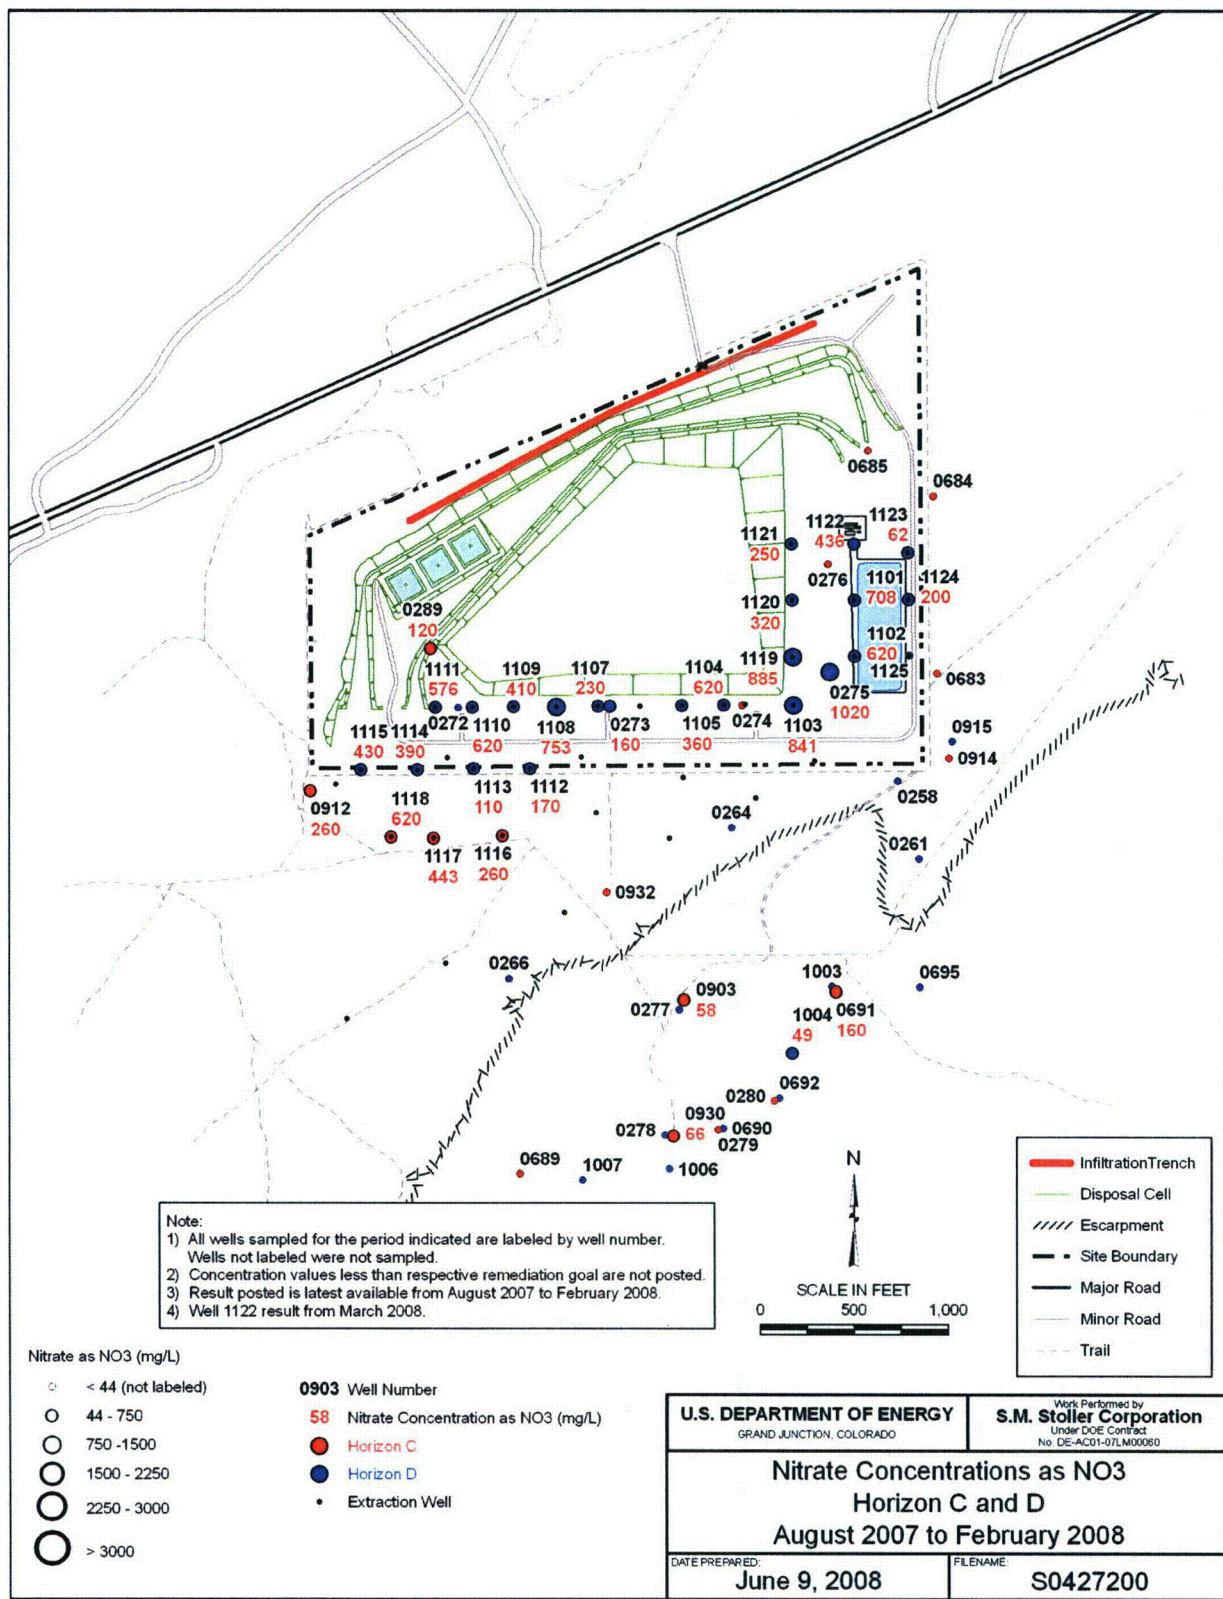 0685
0684
1123
62
1122
436
1121
250
0276
1101
708
1124
200
1120
320
1102
620
1125
0289
120
1119
885
0683
1111
576
1109
410
1107
230
1104
620
0275
1020
0272
1110
620
1108
753
0273
160
1105
360
0274
1103
841
0915
0914
1115
430
1114
390
0912
260
1118
620
1113
110
1112
170
0264
0258
0261
1117
443
1116
260
0932
0266
0903
58
0277
1003
0691
160
0695
1004
49
0280
0692
0930
66
0278
0690
0279
0689
1007
1006
N
SCALE IN FEET
0 500 1,000
InfiltrationTrench
Disposal Cell
Escarpment
Site Boundary
Major Road
Minor Road
Trail
Note:
1) All wells sampled for the period indicated are labeled by well number.
Wells not labeled were not sampled.
2) Concentration values less than respective remediation goal are not posted.
3) Result posted is latest available from August 2007 to February 2008.
4) Well 1122 result from March 2008.
Nitrate as NO3 (mg/L)
< 44 (not labeled)
44 - 750
750 -1500
1500 - 2250
2250 - 3000
> 3000
0903 Well Number
58 Nitrate Concentration as NO3 (mg/L)
Horizon C
Horizon D
Extraction Well
U.S. DEPARTMENT OF ENERGY
GRAND JUNCTION, COLORADO
Work Performed by
S.M. Stoller Corporation
Under DOE Contract
No. DE-AC01-07LM00060
Nitrate Concentrations as NO3
Horizon C and D
August 2007 to February 2008
DATE PREPARED:
June 9, 2008
FILENAME:
S0427200